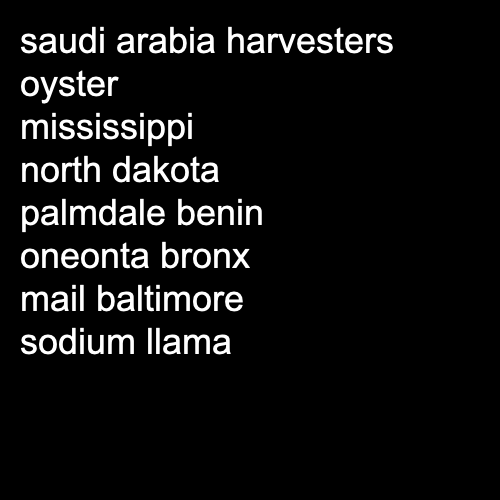 saudi arabia harvesters
oyster
mississippi
north dakota
palmdale benin
oneonta bronx
mail baltimore
sodium llama